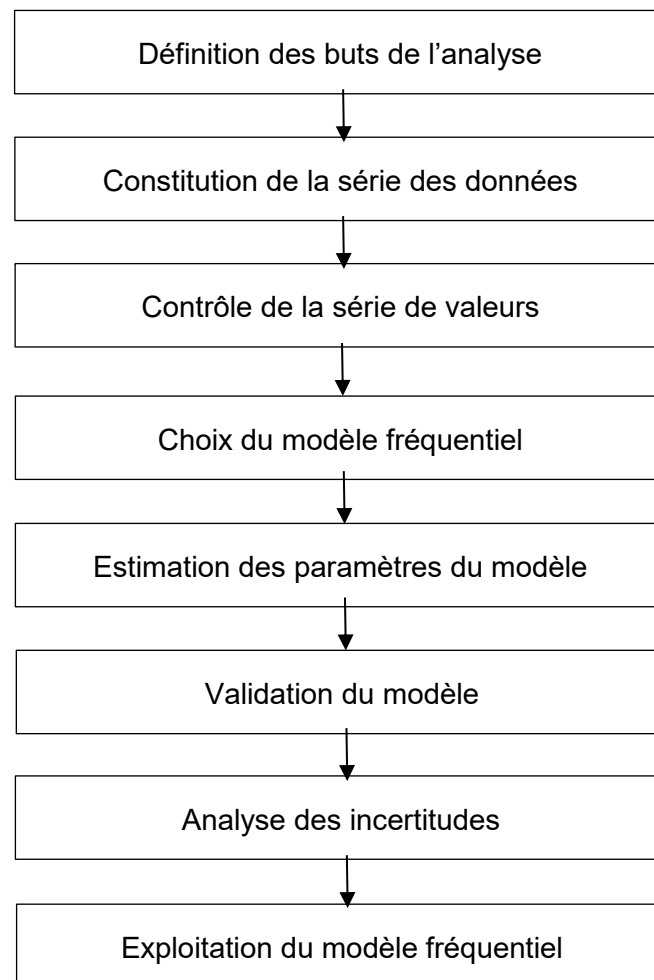 Définition des buts de l’analyse
Constitution de la série des données
Contrôle de la série de valeurs
Choix du modèle fréquentiel
Estimation des paramètres du modèle
Validation du modèle
Analyse des incertitudes
Exploitation du modèle fréquentiel